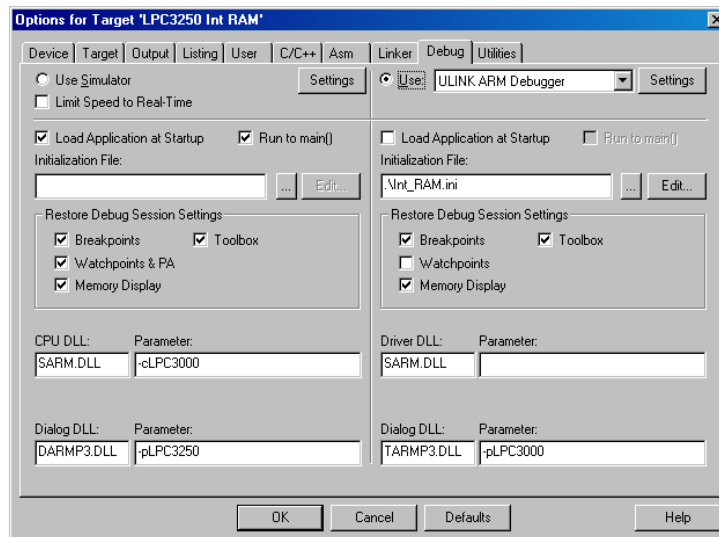 Options for Target 'LPC3250 Int RAM'
Device Target Output Listing User C/C++ Asm Linker Debug Utilities
Use Simulator Settings
Limit Speed to Real-Time
Use: ULINK ARM Debugger Settings
Load Application at Startup Run to main()
Initialization File:
... Edit...
Restore Debug Session Settings
Breakpoints Toolbox
Watchpoints & PA
Memory Display
Load Application at Startup Run to main()
Initialization File:
.\Int_RAM.ini ... Edit...
Restore Debug Session Settings
Breakpoints Toolbox
Watchpoints
Memory Display
CPU DLL: Parameter:
SARM.DLL -cLPC3000
Driver DLL: Parameter:
SARM.DLL
Dialog DLL: Parameter:
DARMP3.DLL -pLPC3250
Dialog DLL: Parameter:
TARMP3.DLL -pLPC3000
OK Cancel Defaults Help